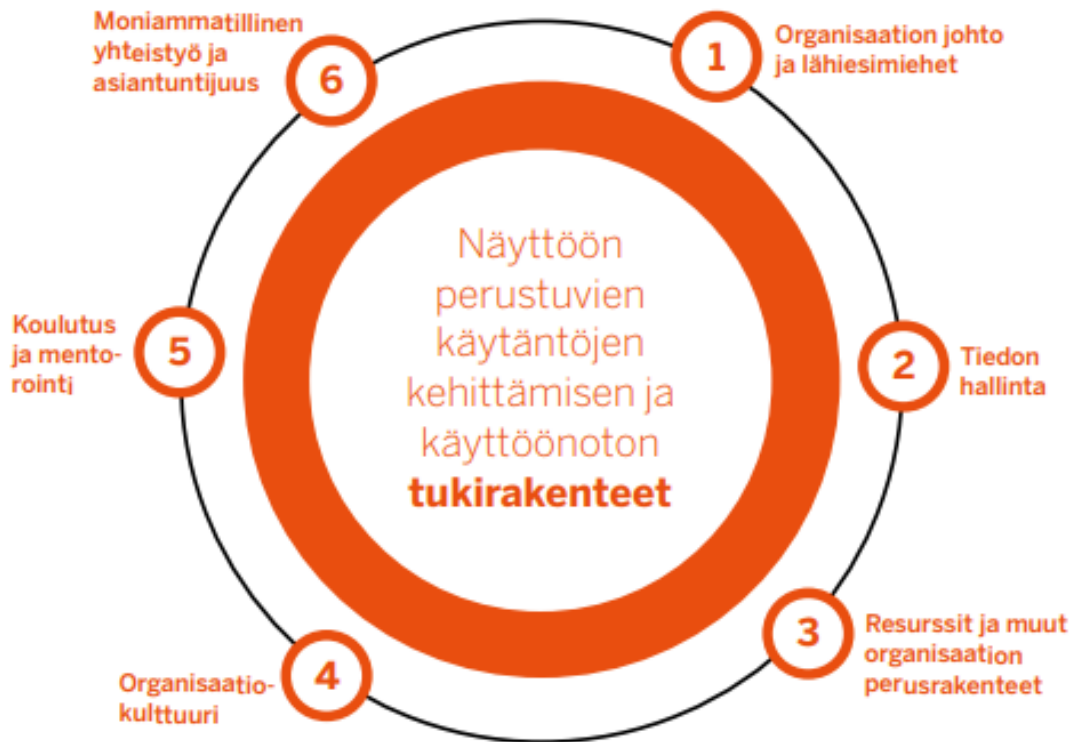 Näyttöön
perustuvien
käytäntöjen
kehittämisen ja
käyttöönoton
tukirakenteet
1
Organisaation johto
ja lähiesimiehet
2
Tiedon
hallinta
3
Resurssit ja muut
organisaation
perusrakenteet
4
Organisaatio-
kulttuuri
5
Koulutus
ja mento-
rointi
6
Moniammatillinen
yhteistyö ja
asiantuntijuus